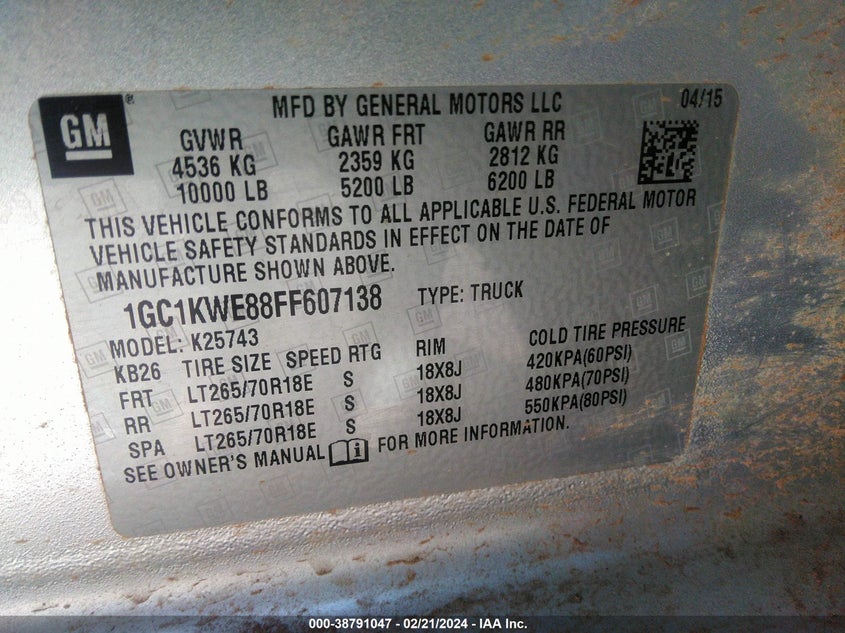 GM ®
MFD BY GENERAL MOTORS LLC 04/15
GVWR GAWR FRT GAWR RR
4536 KG 2359 KG 2812 KG
10000 LB 5200 LB 6200 LB
THIS VEHICLE CONFORMS TO ALL APPLICABLE U.S. FEDERAL MOTOR
VEHICLE SAFETY STANDARDS IN EFFECT ON THE DATE OF
MANUFACTURE SHOWN ABOVE.
1GC1KWE88FF607138 TYPE: TRUCK
MODEL: K25743
KB26 TIRE SIZE SPEED RTG RIM COLD TIRE PRESSURE
FRT LT265/70R18E S 18X8J 420KPA(60PSI)
RR LT265/70R18E S 18X8J 480KPA(70PSI)
SPA LT265/70R18E S 18X8J 550KPA(80PSI)
SEE OWNER'S MANUAL FOR MORE INFORMATION.
000-38791047 - 02/21/2024 - IAA Inc.